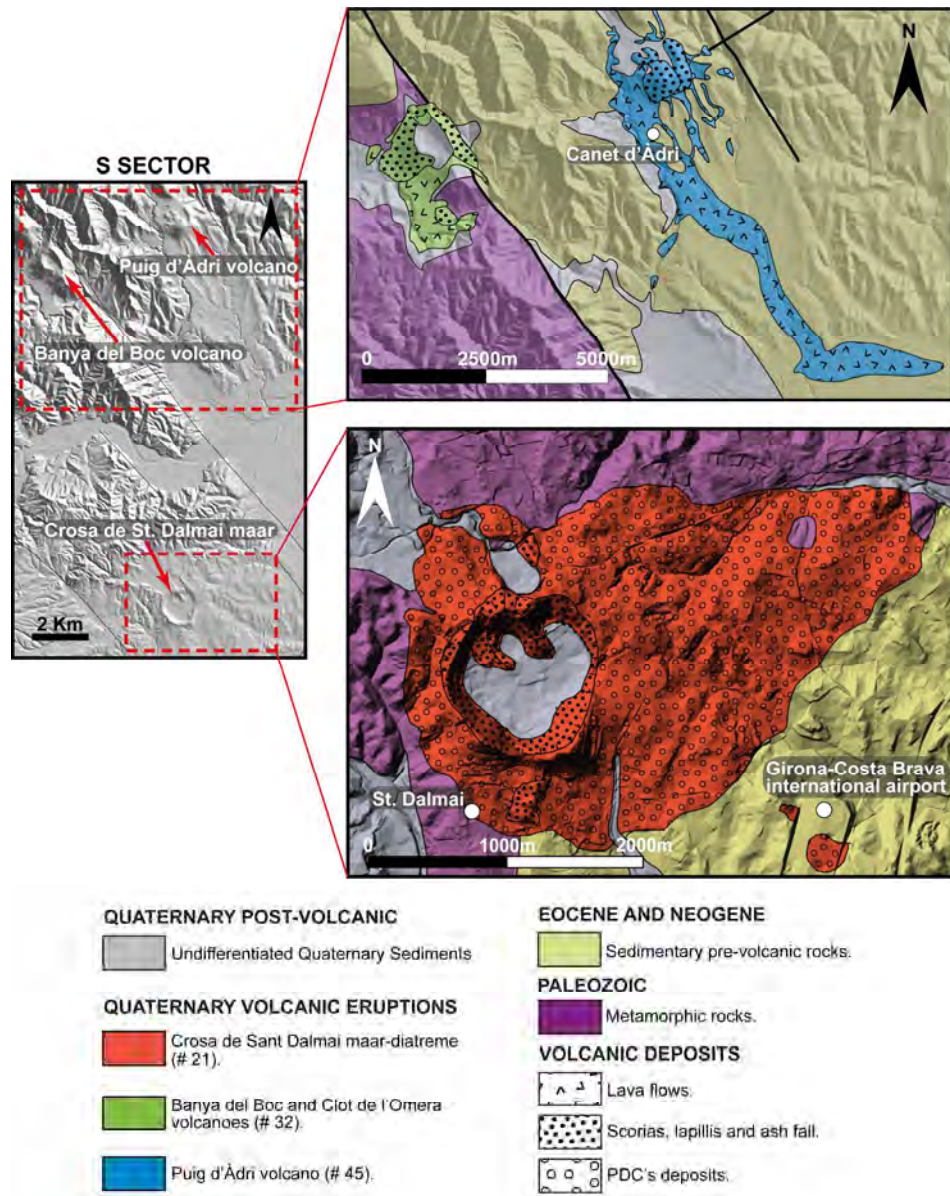 S SECTOR
Puig d'Àdri volcano
Banya del Boc volcano
Crosa de St. Dalmai maar
2 Km
N
Canet d'Adri
0 2500m 5000m
N
St. Dalmai
Girona-Costa Brava
international airport
0 1000m 2000m
QUATERNARY POST-VOLCANIC
Undifferentiated Quaternary Sediments
QUATERNARY VOLCANIC ERUPTIONS
Crosa de Sant Dalmai maar-diatreme
(# 21).
Banya del Boc and Clot de l'Omera
volcanoes (# 32).
Puig d'Àdri volcano (# 45).
EOCENE AND NEOGENE
Sedimentary pre-volcanic rocks.
PALEOZOIC
Metamorphic rocks.
VOLCANIC DEPOSITS
Lava flows.
Scorias, lapillis and ash fall.
PDC's deposits.